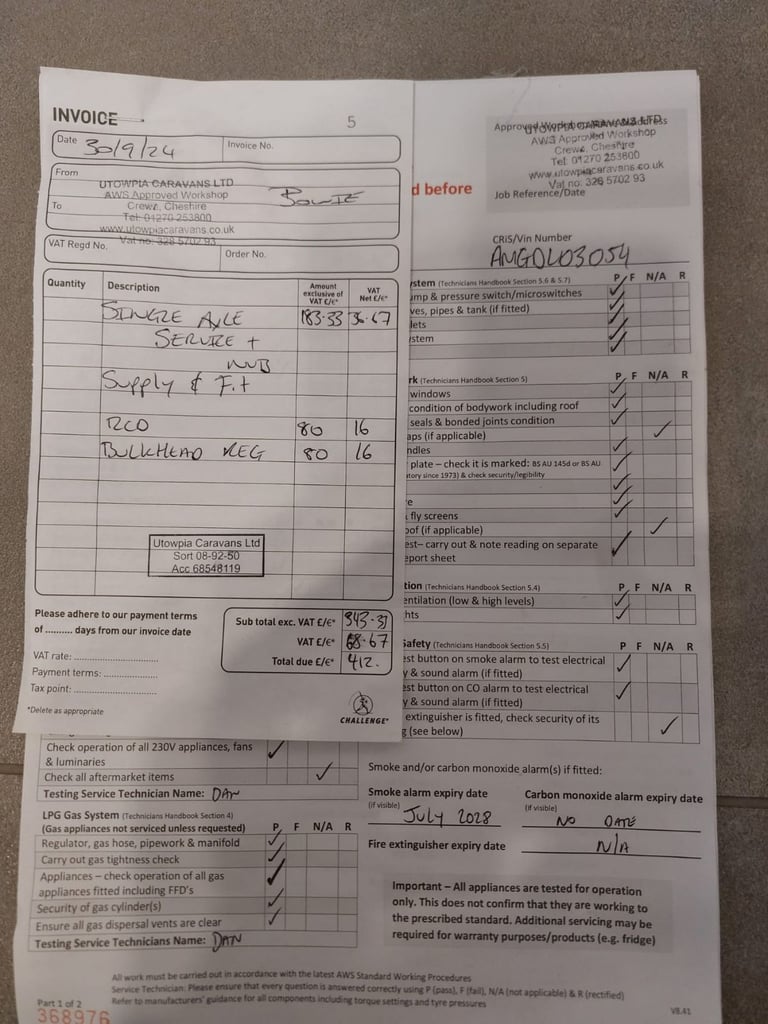 INVOICE
5
Date 30/9/24
Invoice No.
From
To
UTOWPIA CARAVANS LTD
AWS Approved Workshop
Crewe, Cheshire
Tel: 01270 253800
www.utowpiacaravans.co.uk
Vat no: 328 5702 93
VAT Regd No.
Order No.
Quantity Description Amount exclusive of VAT £/€* VAT Net £/€*
SINGLE AXLE 183.33 36.67
SERVICE +
Supply & Fit
RCD 80 16
BULKHEAD REG 80 16
Utowpia Caravans Ltd
Sort 08-92-50
Acc 68548119
Please adhere to our payment terms
of .......... days from our invoice date
VAT rate:
Payment terms:
Tax point:
*Delete as appropriate
Sub total exc. VAT £/€* 343.33
VAT £/€* 68.67
Total due £/€* 412.
CHALLENGE®
Approved Workshop Name & Address
UTOWPIA CARAVANS LTD
AWS Approved Workshop
Crewe, Cheshire
Tel: 01270 253800
www.utowpiacaravans.co.uk
Vat no: 328 5702 93
d before
Job Reference/Date
CRiS/Vin Number
AMGDL03054
ystem (Technicians Handbook Section 5.6 & 5.7) P F N/A R
ump & pressure switch/microswitches
ves, pipes & tank (if fitted)
lets
ystem
rk (Technicians Handbook Section 5) P F N/A R
windows
condition of bodywork including roof
seals & bonded joints condition
aps (if applicable)
ndles
plate – check it is marked: BS AU 145d or BS AU
tory since 1973) & check security/legibility
e
fly screens
oof (if applicable)
est– carry out & note reading on separate
eport sheet
tion (Technicians Handbook Section 5.4) P F N/A R
entilation (low & high levels)
hts
Safety (Technicians Handbook Section 5.5) P F N/A R
est button on smoke alarm to test electrical
y & sound alarm (if fitted)
est button on CO alarm to test electrical
y & sound alarm (if fitted)
extinguisher is fitted, check security of its
g (see below)
Check operation of all 230V appliances, fans
& luminaries
Check all aftermarket items
Testing Service Technician Name: DAN
LPG Gas System (Technicians Handbook Section 4)
(Gas appliances not serviced unless requested) P F N/A R
Regulator, gas hose, pipework & manifold
Carry out gas tightness check
Appliances – check operation of all gas
appliances fitted including FFD's
Security of gas cylinder(s)
Ensure all gas dispersal vents are clear
Testing Service Technicians Name: DAN
Smoke and/or carbon monoxide alarm(s) if fitted:
Smoke alarm expiry date
(if visible) July 2028
Carbon monoxide alarm expiry date
(if visible) NO DATE
Fire extinguisher expiry date N/A
Important – All appliances are tested for operation
only. This does not confirm that they are working to
the prescribed standard. Additional servicing may be
required for warranty purposes/products (e.g. fridge)
All work must be carried out in accordance with the latest AWS Standard Working Procedures
Service Technician: Please ensure that every question is answered correctly using P (pass), F (fail), N/A (not applicable) & R (rectified)
Refer to manufacturers' guidance for all components including torque settings and tyre pressures
Part 1 of 2
368976
V8.41